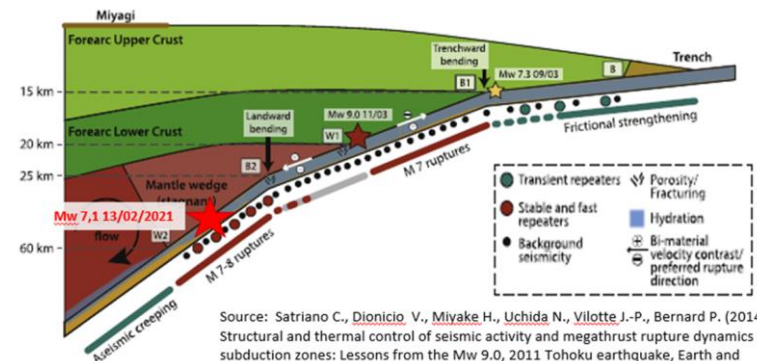 Miyagi
Forearc Upper Crust
Trenchward
bending
Trench
B1
Mw 7.3 09/03
B
15 km
Landward
bending
Mw 9.0 11/03
W1
Forearc Lower Crust
Frictional strengthening
20 km
B2
M 7 ruptures
25 km
Mantle wedge
(stagnant)
Mw 7,1 13/02/2021
W2
flow
60 km
M 7-8 ruptures
Aseismic creeping
Transient repeaters
Stable and fast
repeaters
Background
seismicity
Porosity/
Fracturing
Hydration
Bi-material
velocity contrast/
preferred rupture
direction
Source: Satriano C., Dionicio V., Miyake H., Uchida N., Vilotte J.-P., Bernard P. (2014
Structural and thermal control of seismic activity and megathrust rupture dynamics
subduction zones: Lessons from the Mw 9.0, 2011 Tohoku earthquake, Earth and